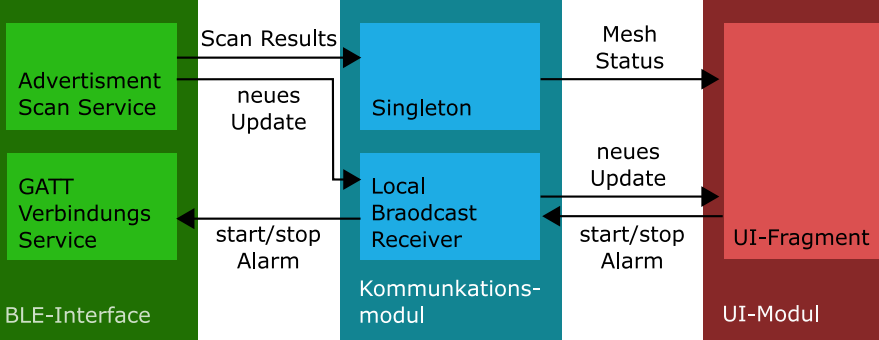 Scan Results
Advertisment
Scan Service
neues
Update
GATT
Verbindungs
Service
start/stop
Alarm
BLE-Interface
Singleton
Local
Braodcast
Receiver
Kommunkations-
modul
Mesh
Status
neues
Update
start/stop
Alarm
UI-Fragment
UI-Modul